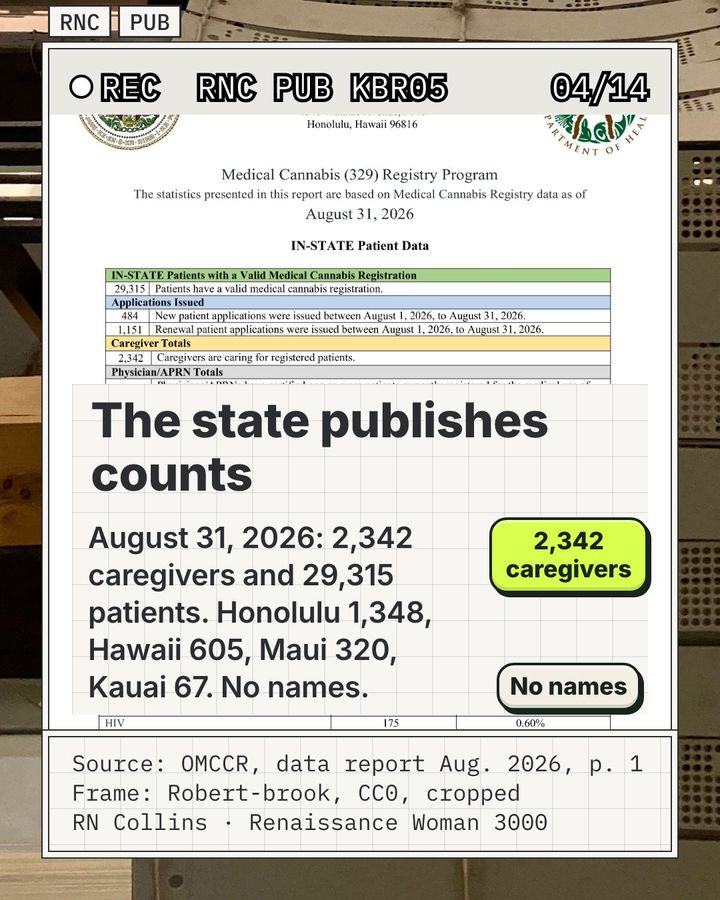 RNC PUB
REC RNC PUB KBR05 04/14
Honolulu, Hawaii 96816
Medical Cannabis (329) Registry Program
The statistics presented in this report are based on Medical Cannabis Registry data as of
August 31, 2026
IN-STATE Patient Data
IN-STATE Patients with a Valid Medical Cannabis Registration
29,315 Patients have a valid medical cannabis registration.
Applications Issued
484 New patient applications were issued between August 1, 2026, to August 31, 2026.
1,151 Renewal patient applications were issued between August 1, 2026, to August 31, 2026.
Caregiver Totals
2,342 Caregivers are caring for registered patients.
Physician/APRN Totals
The state publishes
counts
August 31, 2026: 2,342
caregivers and 29,315
patients. Honolulu 1,348,
Hawaii 605, Maui 320,
Kauai 67. No names.
2,342
caregivers
No names
HIV 175 0.60%
Source: OMCCR, data report Aug. 2026, p. 1
Frame: Robert-brook, CC0, cropped
RN Collins · Renaissance Woman 3000